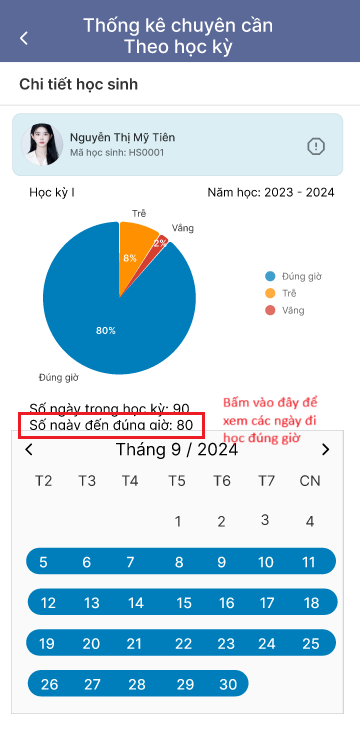 Thống kê chuyên cần
Theo học kỳ
Chi tiết học sinh
Nguyễn Thị Mỹ Tiên
Mã học sinh: HS0001
Học kỳ I
Năm học: 2023 - 2024
Trễ
Vắng
8%
2%
80%
Đúng giờ
Đúng giờ
Trễ
Vắng
Số ngày trong học kỳ: 90
Số ngày đến đúng giờ: 80
Bấm vào đây để
xem các ngày đi
học đúng giờ
Tháng 9 / 2024
T2 T3 T4 T5 T6 T7 CN
1 2 3 4
5 6 7 8 9 10 11
12 13 14 15 16 17 18
19 20 21 22 23 24 25
26 27 28 29 30